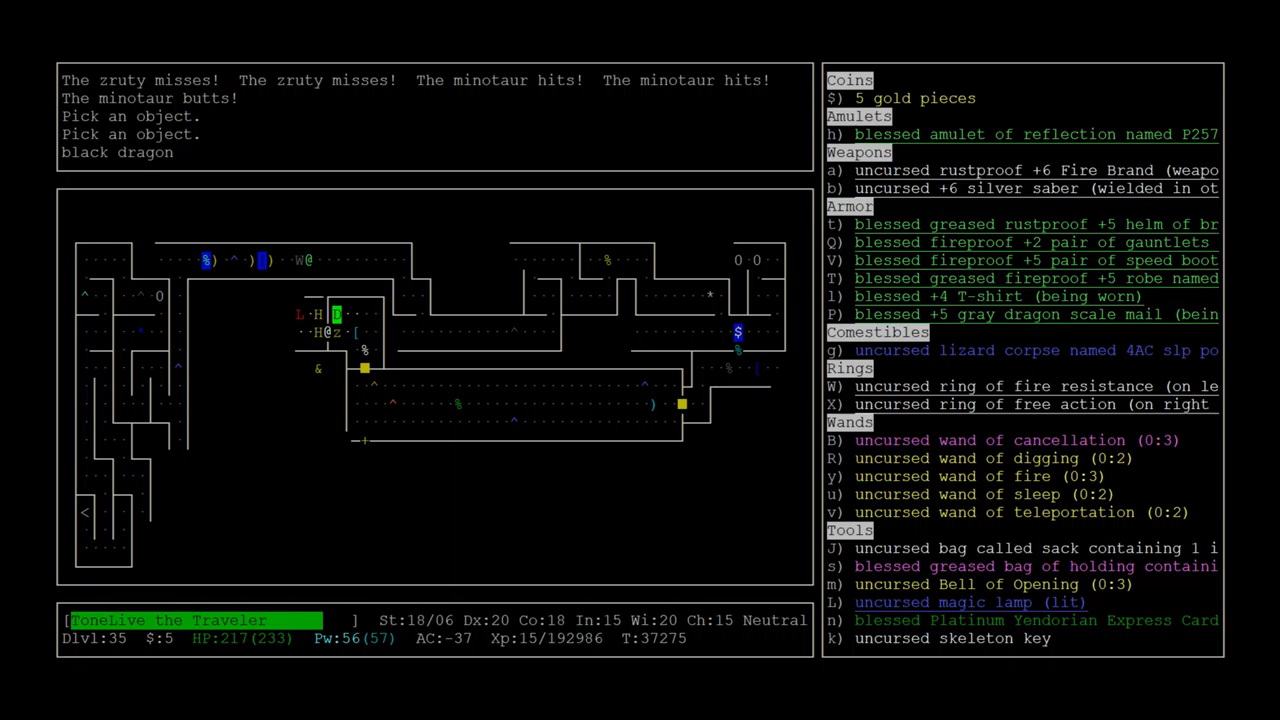 The zruty misses!  The zruty misses!  The minotaur hits!  The minotaur hits!
The minotaur butts!
Pick an object.
Pick an object.
black dragon
[ToneLive the Traveler      ] St:18/06 Dx:20 Co:18 In:15 Wi:20 Ch:15 Neutral
Dlvl:35 $:5 HP:217(233) Pw:56(57) AC:-37 Xp:15/192986 T:37275
Coins
$) 5 gold pieces
Amulets
h) blessed amulet of reflection named P257
Weapons
a) uncursed rustproof +6 Fire Brand (weapo
b) uncursed +6 silver saber (wielded in ot
Armor
t) blessed greased rustproof +5 helm of br
Q) blessed fireproof +2 pair of gauntlets
V) blessed fireproof +5 pair of speed boot
T) blessed greased fireproof +5 robe named
l) blessed +4 T-shirt (being worn)
P) blessed +5 gray dragon scale mail (bein
Comestibles
g) uncursed lizard corpse named 4AC slp po
Rings
W) uncursed ring of fire resistance (on le
X) uncursed ring of free action (on right
Wands
B) uncursed wand of cancellation (0:3)
R) uncursed wand of digging (0:2)
y) uncursed wand of fire (0:3)
u) uncursed wand of sleep (0:2)
v) uncursed wand of teleportation (0:2)
Tools
J) uncursed bag called sack containing 1 i
s) blessed greased bag of holding containi
m) uncursed Bell of Opening (0:3)
L) uncursed magic lamp (lit)
n) blessed Platinum Yendorian Express Card
k) uncursed skeleton key